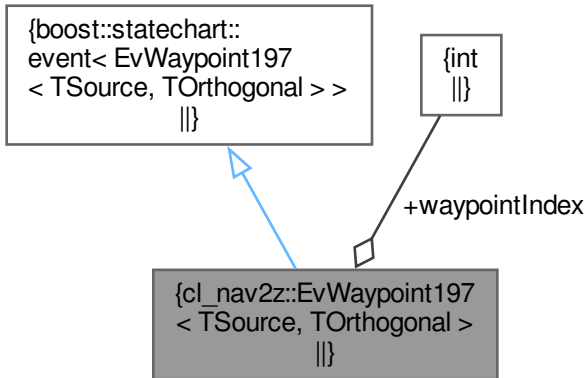 {boost::statechart::
event< EvWaypoint197
< TSource, TOrthogonal > >
||}
{int
||}
+waypointIndex
{cl_nav2z::EvWaypoint197
< TSource, TOrthogonal >
||}